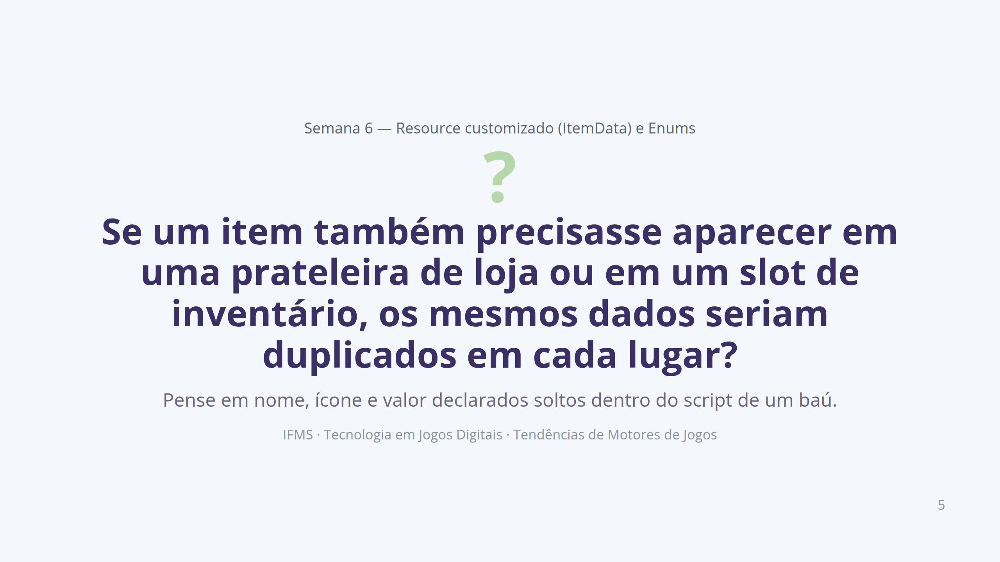 Semana 6 — Resource customizado (ItemData) e Enums
?
Se um item também precisasse aparecer em
uma prateleira de loja ou em um slot de
inventário, os mesmos dados seriam
duplicados em cada lugar?
Pense em nome, ícone e valor declarados soltos dentro do script de um baú.
IFMS · Tecnologia em Jogos Digitais · Tendências de Motores de Jogos
5